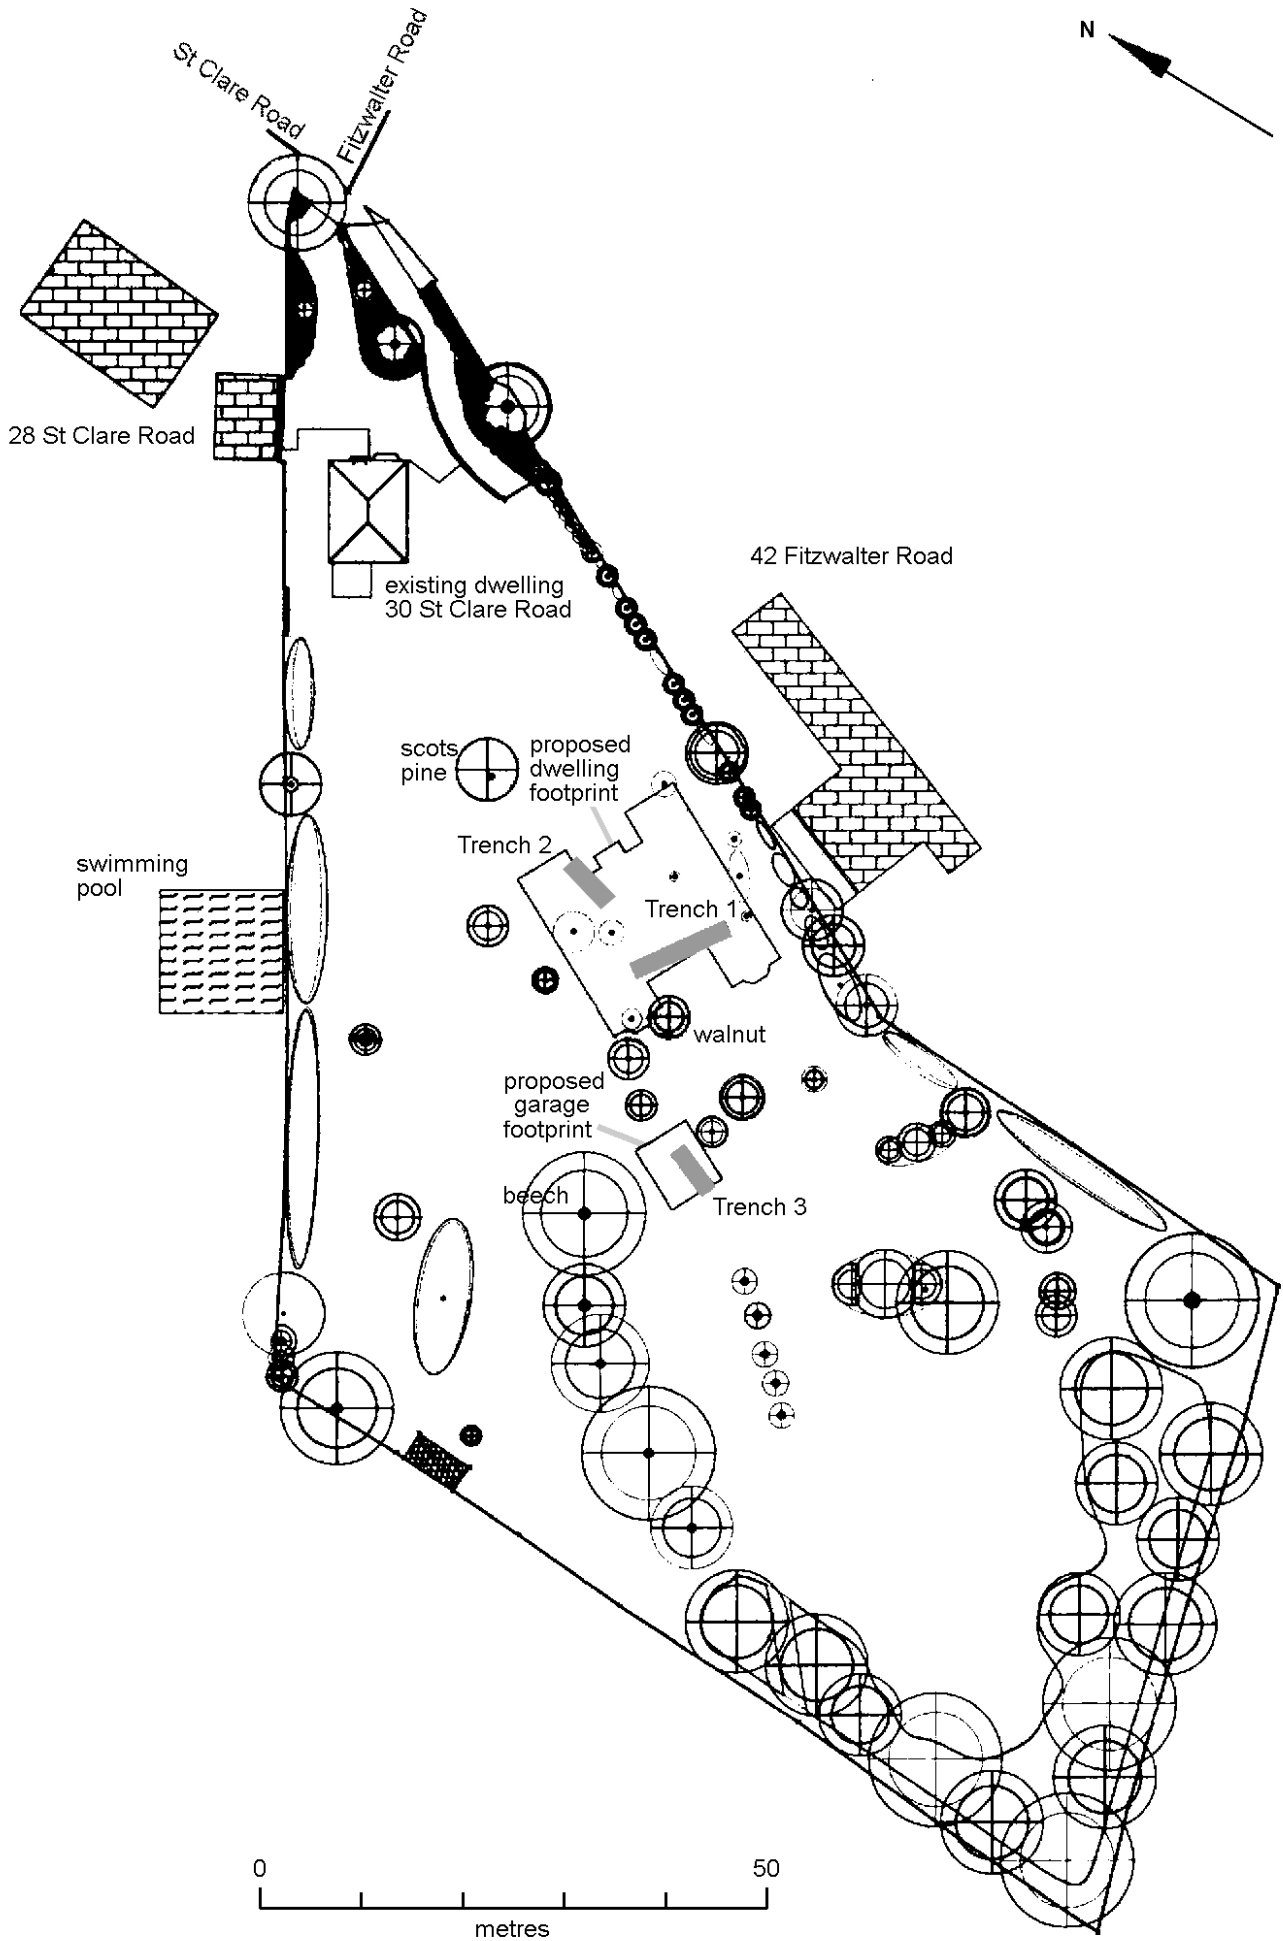 N
St Clare Road
Fitzwalter Road
28 St Clare Road
42 Fitzwalter Road
existing dwelling
30 St Clare Road
scots
pine
proposed
dwelling
footprint
Trench 2
swimming
pool
Trench 1
walnut
proposed
garage
footprint
beech
Trench 3
0
50
metres